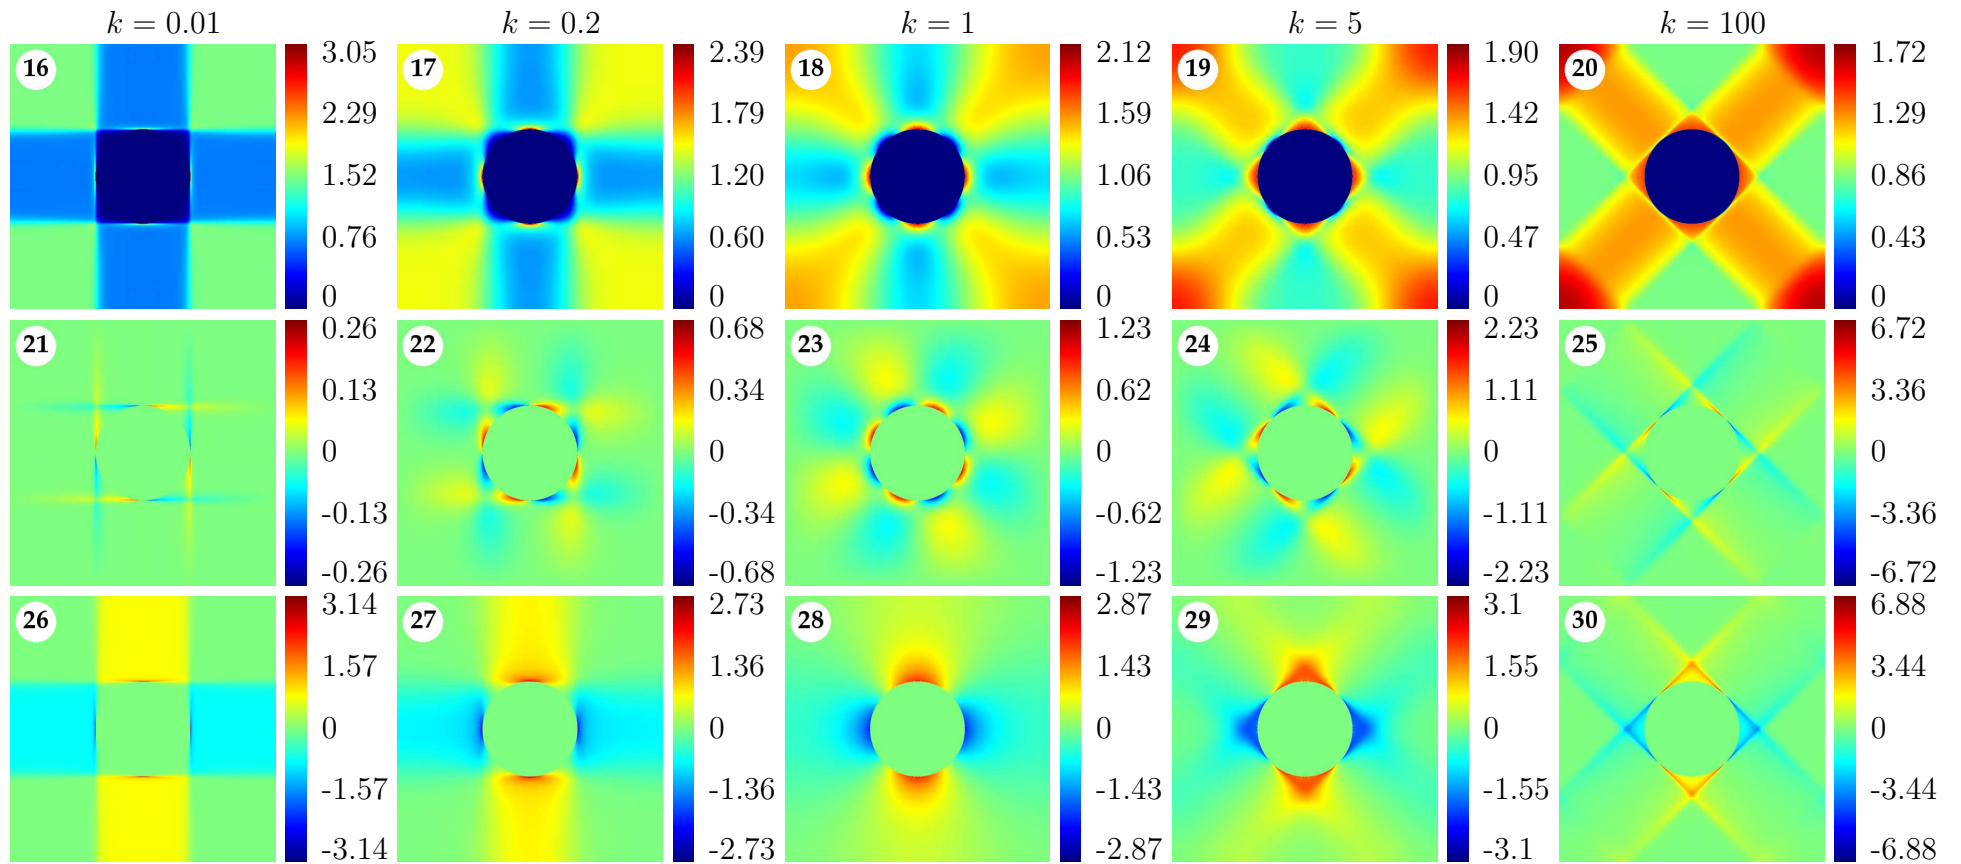 k = 0.01 k = 0.2 k = 1 k = 5 k = 100
16 3.05 17 2.39 18 2.12 19 1.90 20 1.72
2.29 1.79 1.59 1.42 1.29
1.52 1.20 1.06 0.95 0.86
0.76 0.60 0.53 0.47 0.43
0 0 0 0 0
21 0.26 22 0.68 23 1.23 24 2.23 25 6.72
0.13 0.34 0.62 1.11 3.36
0 0 0 0 0
-0.13 -0.34 -0.62 -1.11 -3.36
-0.26 -0.68 -1.23 -2.23 -6.72
26 3.14 27 2.73 28 2.87 29 3.1 30 6.88
1.57 1.36 1.43 1.55 3.44
0 0 0 0 0
-1.57 -1.36 -1.43 -1.55 -3.44
-3.14 -2.73 -2.87 -3.1 -6.88